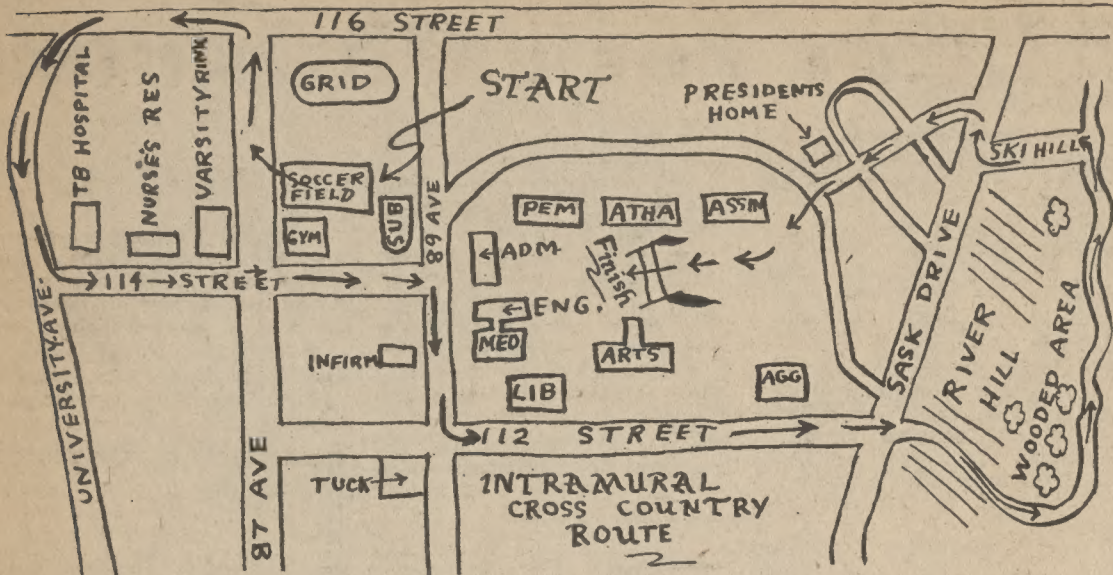 116 STREET
GRID
START
TB HOSPITAL
NURSE'S RES
VARSITY RINK
SOCCER
FIELD
GYM
SUB
89 AVE
PRESIDENTS
HOME
SKI HILL
PEM
ATHA
ASSIN
ADM
Finish
ENG.
MED
ARTS
LIB
AGG
SASK DRIVE
RIVER
HILL
WOODED AREA
114 STREET
INFIRM
UNIVERSITY AVE
87 AVE
112 STREET
TUCK
INTRAMURAL
CROSS COUNTRY
ROUTE